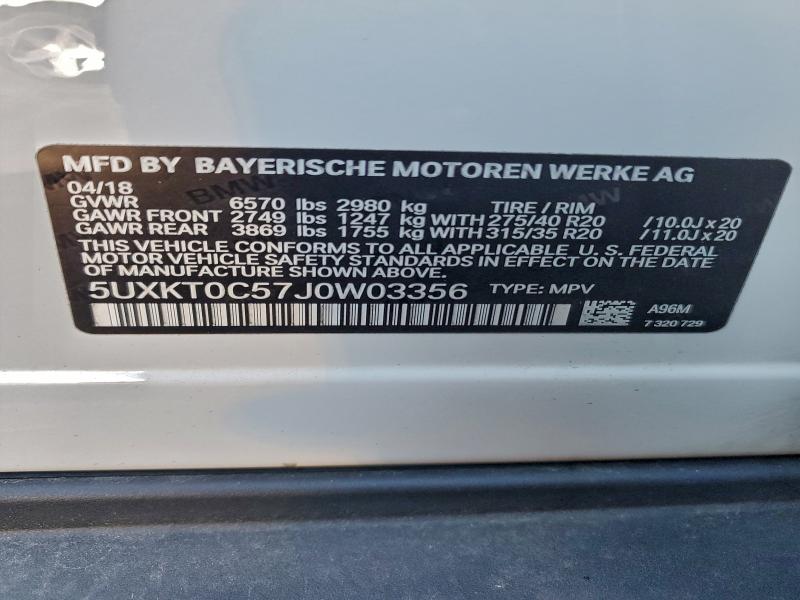 MFD BY BAYERISCHE MOTOREN WERKE AG
04/18
GVWR 6570 lbs 2980 kg TIRE / RIM
GAWR FRONT 2749 lbs 1247 kg WITH 275/40 R20 /10.0J x 20
GAWR REAR 3869 lbs 1755 kg WITH 315/35 R20 /11.0J x 20
THIS VEHICLE CONFORMS TO ALL APPLICABLE U. S. FEDERAL
MOTOR VEHICLE SAFETY STANDARDS IN EFFECT ON THE DATE
OF MANUFACTURE SHOWN ABOVE.
5UXKT0C57J0W03356 TYPE: MPV
A96M
7 320 729
BMW